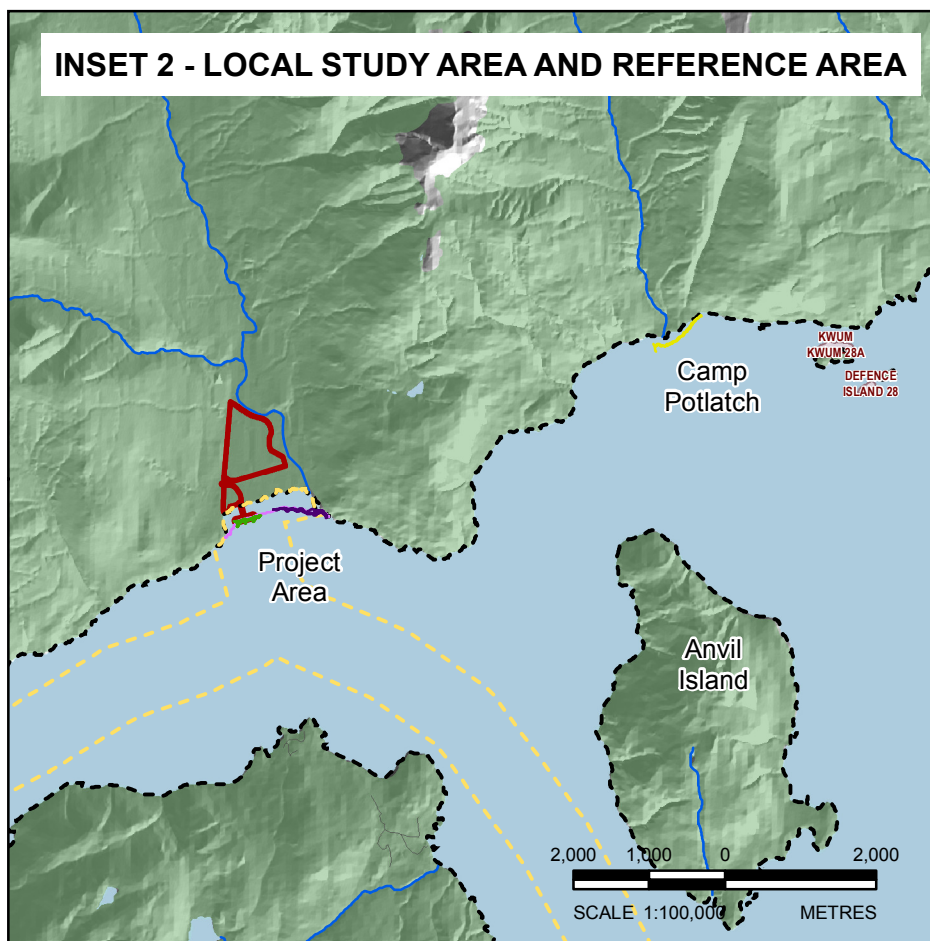 INSET 2 - LOCAL STUDY AREA AND REFERENCE AREA
KWUM
KWUM 28A
DEFENCE
ISLAND 28
Camp
Potlatch
Project
Area
Anvil
Island
2,000 1,000 0 2,000
SCALE 1:100,000 METRES